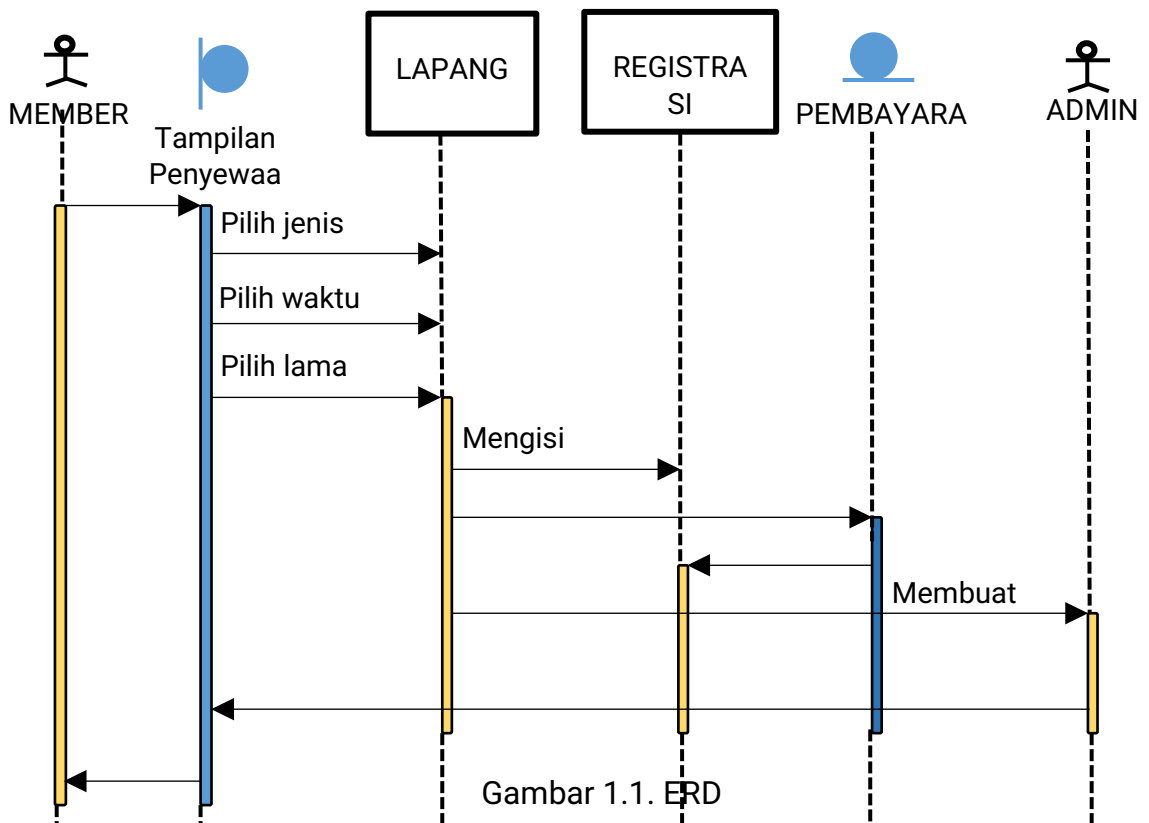 MEMBER
Tampilan
Penyewaa
LAPANG
REGISTRA
SI
PEMBAYARA
ADMIN
Pilih jenis
Pilih waktu
Pilih lama
Mengisi
Membuat
Gambar 1.1. ERD